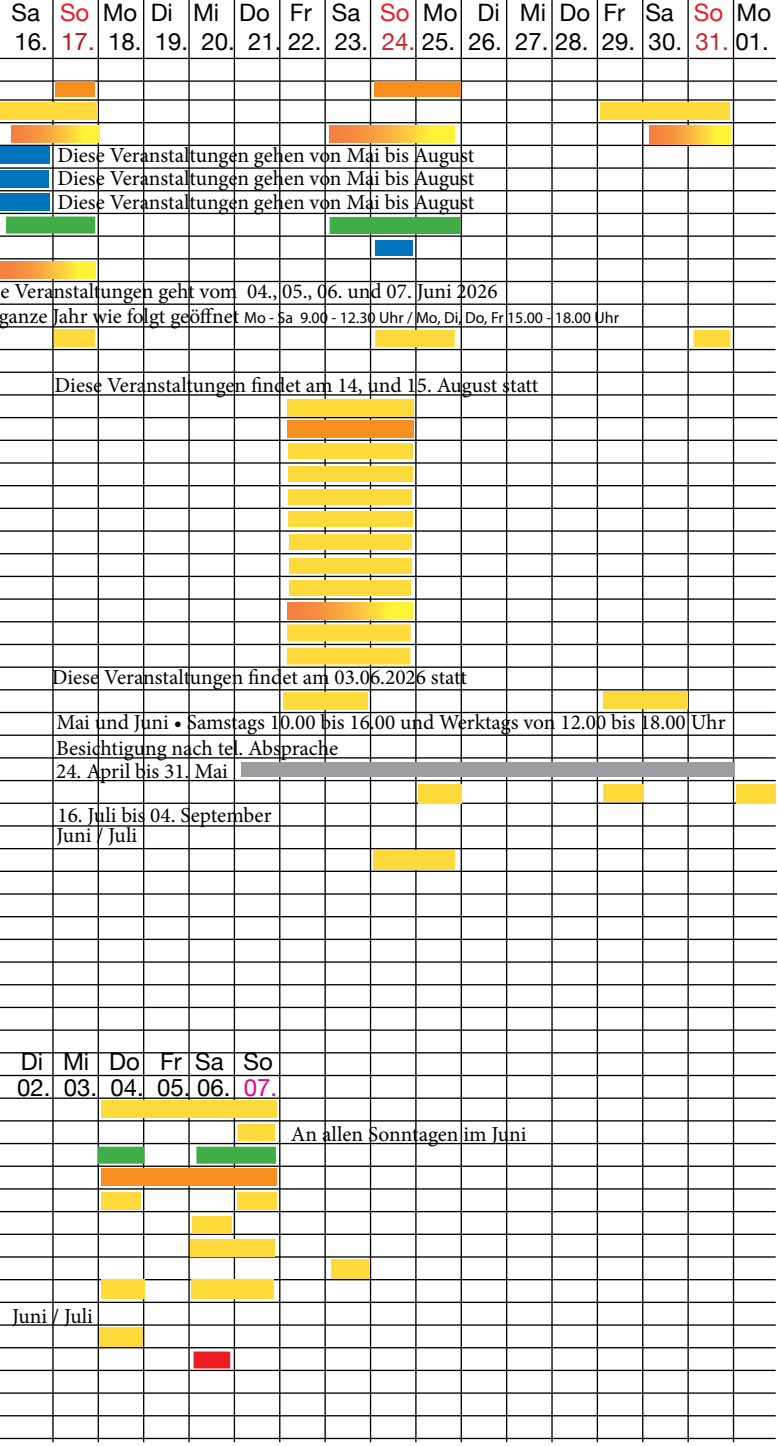 Sa So Mo Di Mi Do Fr Sa So Mo Di Mi Do Fr Sa So Mo
16. 17. 18. 19. 20. 21. 22. 23. 24. 25. 26. 27. 28. 29. 30. 31. 01.
Diese Veranstaltungen gehen von Mai bis August
Diese Veranstaltungen gehen von Mai bis August
Diese Veranstaltungen gehen von Mai bis August
e Veranstaltungen geht vom 04., 05., 06. und 07. Juni 2026
ganze Jahr wie folgt geöffnet Mo - Sa 9.00 - 12.30 Uhr / Mo, Di, Do, Fr 15.00 - 18.00 Uhr
Diese Veranstaltungen findet am 14, und 15. August statt
Diese Veranstaltungen findet am 03.06.2026 statt
Mai und Juni • Samstags 10.00 bis 16.00 und Werktags von 12.00 bis 18.00 Uhr
Besichtigung nach tel. Absprache
24. April bis 31. Mai
16. Juli bis 04. September
Juni / Juli
Di Mi Do Fr Sa So
02. 03. 04. 05. 06. 07.
An allen Sonntagen im Juni
Juni / Juli